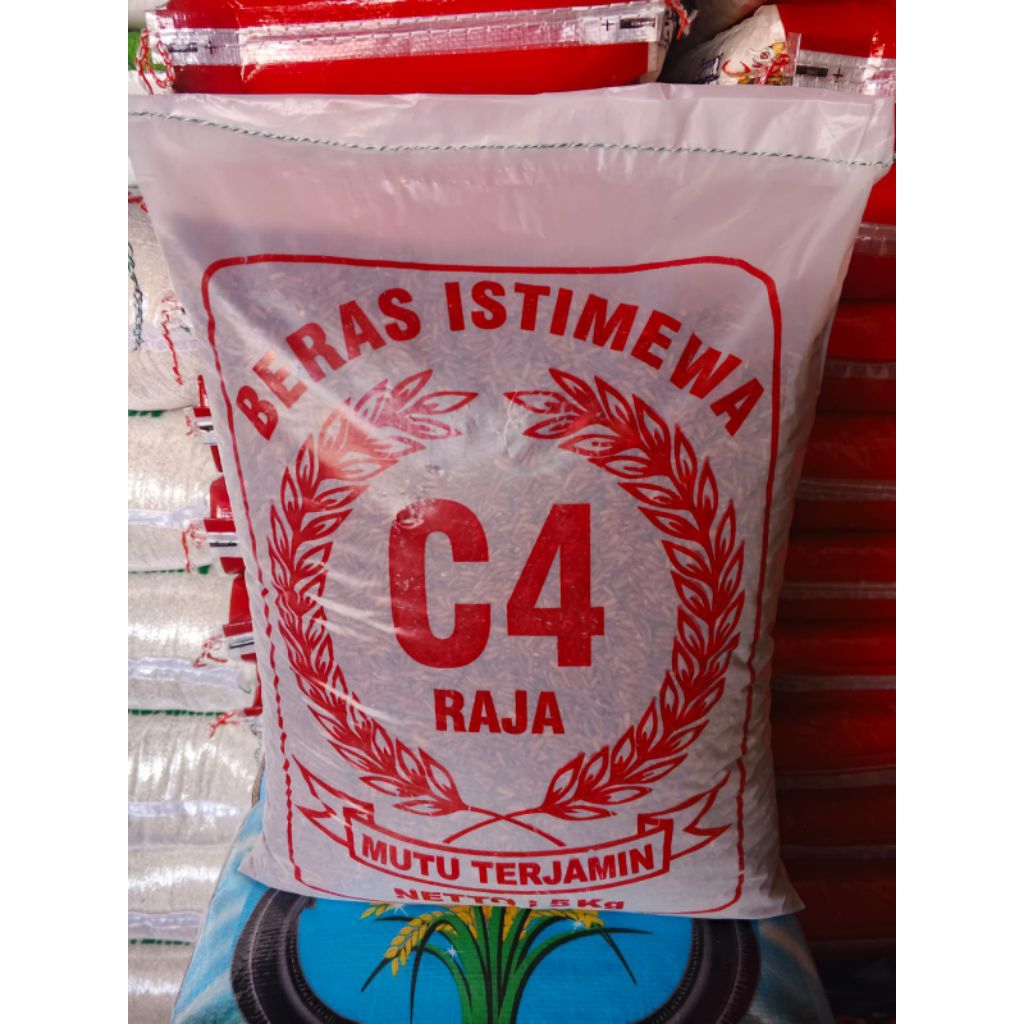 BERAS ISTIMEWA
C4
RAJA
MUTU TERJAMIN
NETTO : 5 Kg